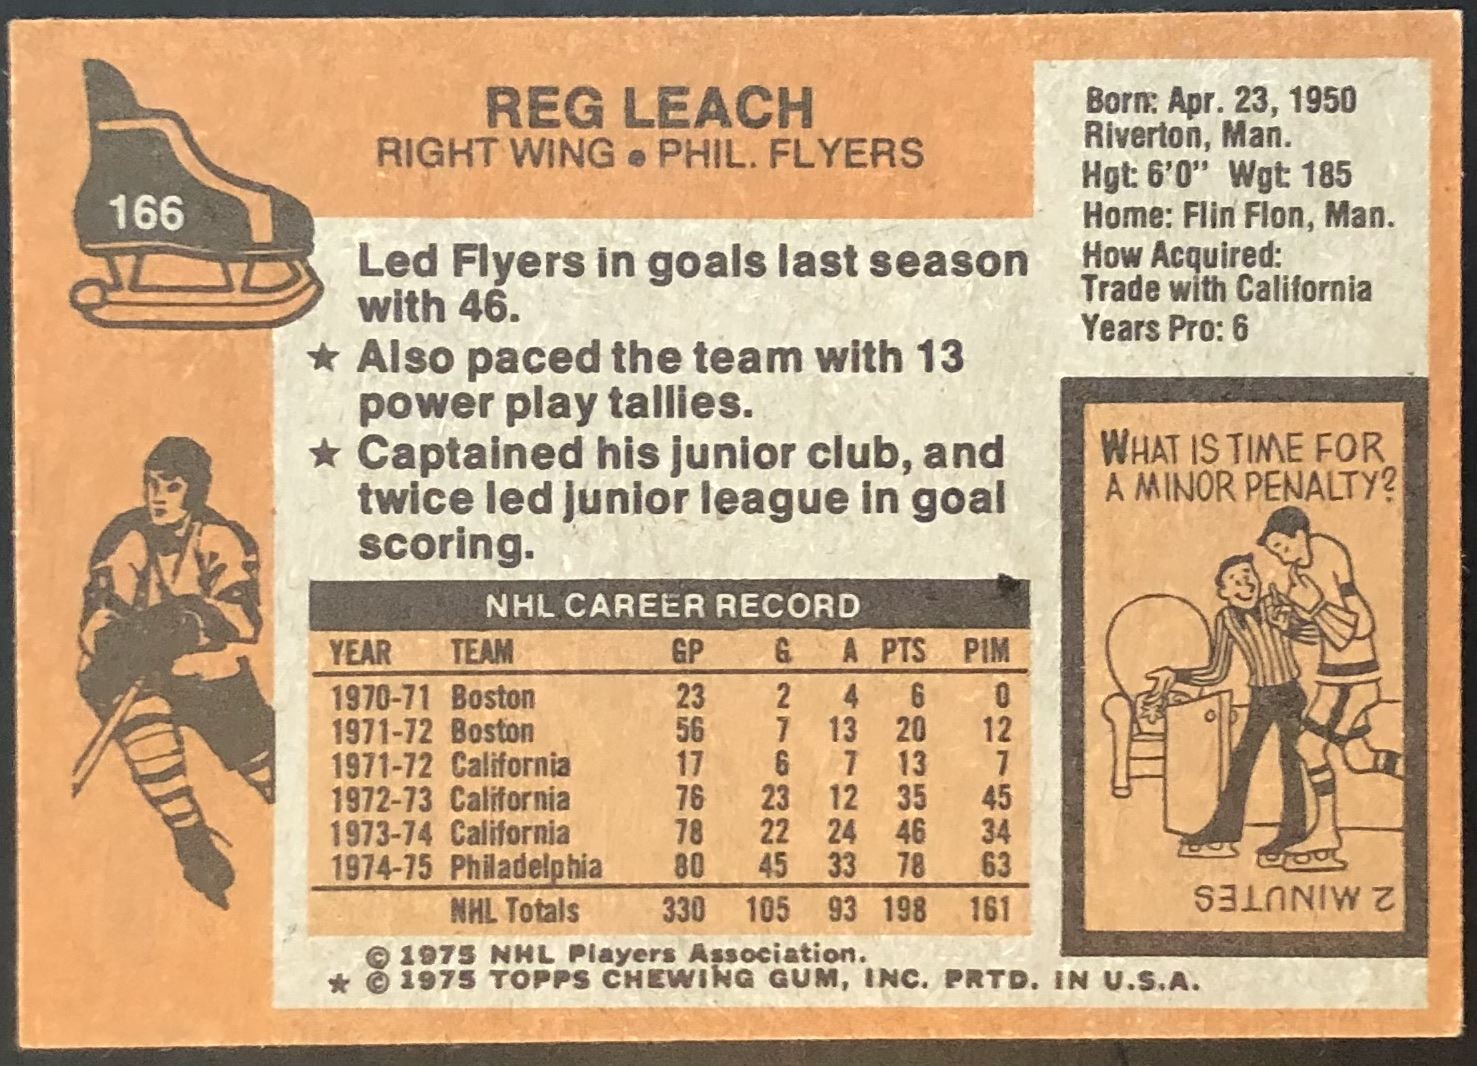 166
REG LEACH
RIGHT WING • PHIL. FLYERS
Born: Apr. 23, 1950
Riverton, Man.
Hgt: 6'0" Wgt: 185
Home: Flin Flon, Man.
How Acquired:
Trade with California
Years Pro: 6
Led Flyers in goals last season
with 46.
★ Also paced the team with 13
power play tallies.
★ Captained his junior club, and
twice led junior league in goal
scoring.
NHL CAREER RECORD
YEAR TEAM GP G A PTS PIM
1970-71 Boston 23 2 4 6 0
1971-72 Boston 56 7 13 20 12
1971-72 California 17 6 7 13 7
1972-73 California 76 23 12 35 45
1973-74 California 78 22 24 46 34
1974-75 Philadelphia 80 45 33 78 63
NHL Totals 330 105 93 198 161
© 1975 NHL Players Association.
★ © 1975 TOPPS CHEWING GUM, INC. PRTD. IN U.S.A.
WHAT IS TIME FOR
A MINOR PENALTY?
2 MINUTES